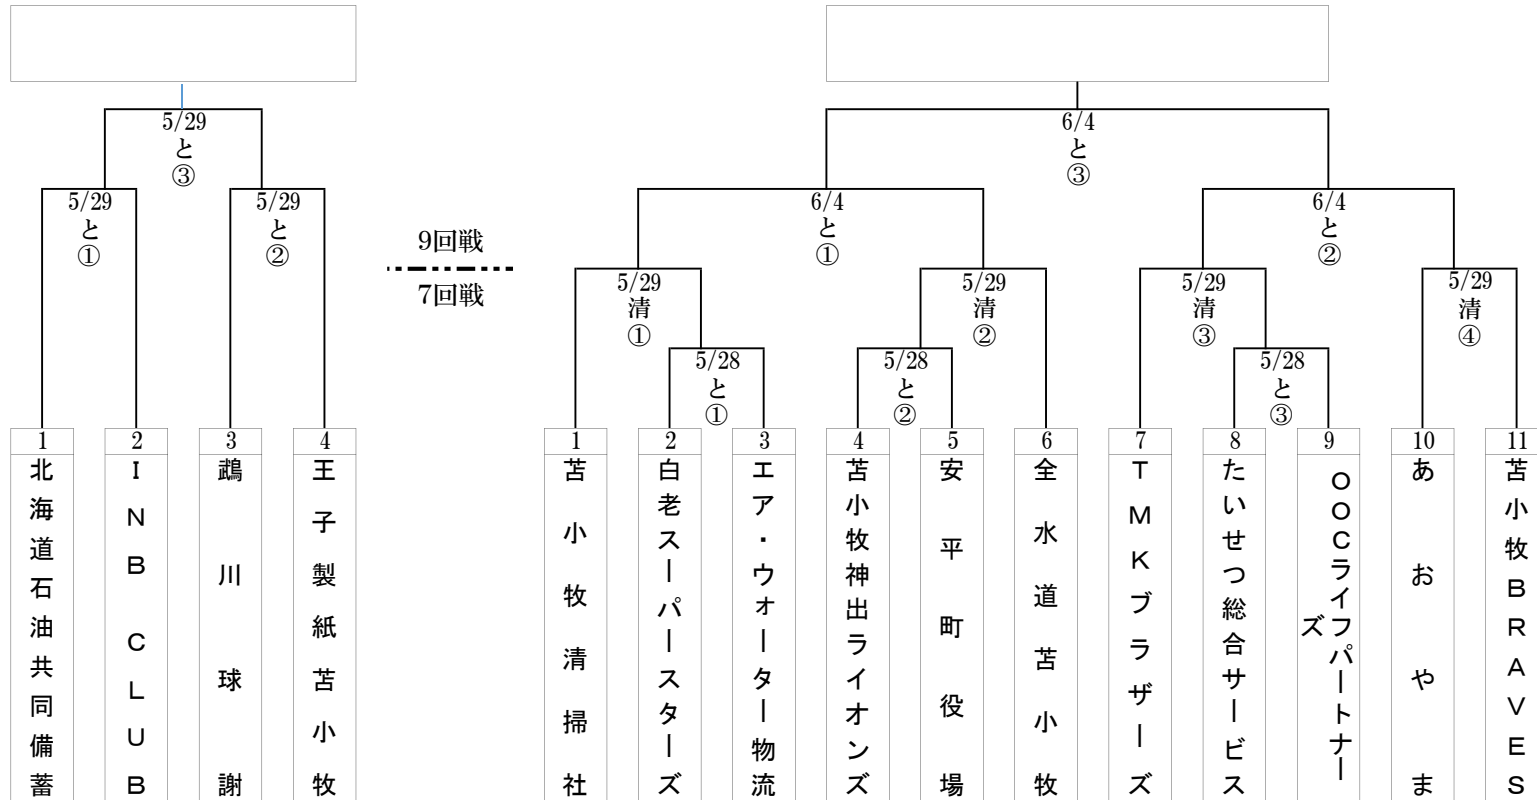 5/29
と
③
5/29
と
①
5/29
と
②
9回戦
7回戦
6/4
と
③
6/4
と
①
6/4
と
②
5/29
清
①
5/29
清
②
5/29
清
③
5/29
清
④
5/28
と
①
5/28
と
②
5/28
と
③
1
北海道石油共同備蓄
2
INB CLUB
3
鵡川球謝
4
王子製紙苫小牧
1
苫小牧清掃社
2
白老スーパースターズ
3
エア・ウォーター物流
4
苫小牧神出ライオンズ
5
安平町役場
6
全水道苫小牧
7
TMKブラザーズ
8
たいせつ総合サービス
9
OOCライフパートナー
ズ
10
あおやま
11
苫小牧BRAVES